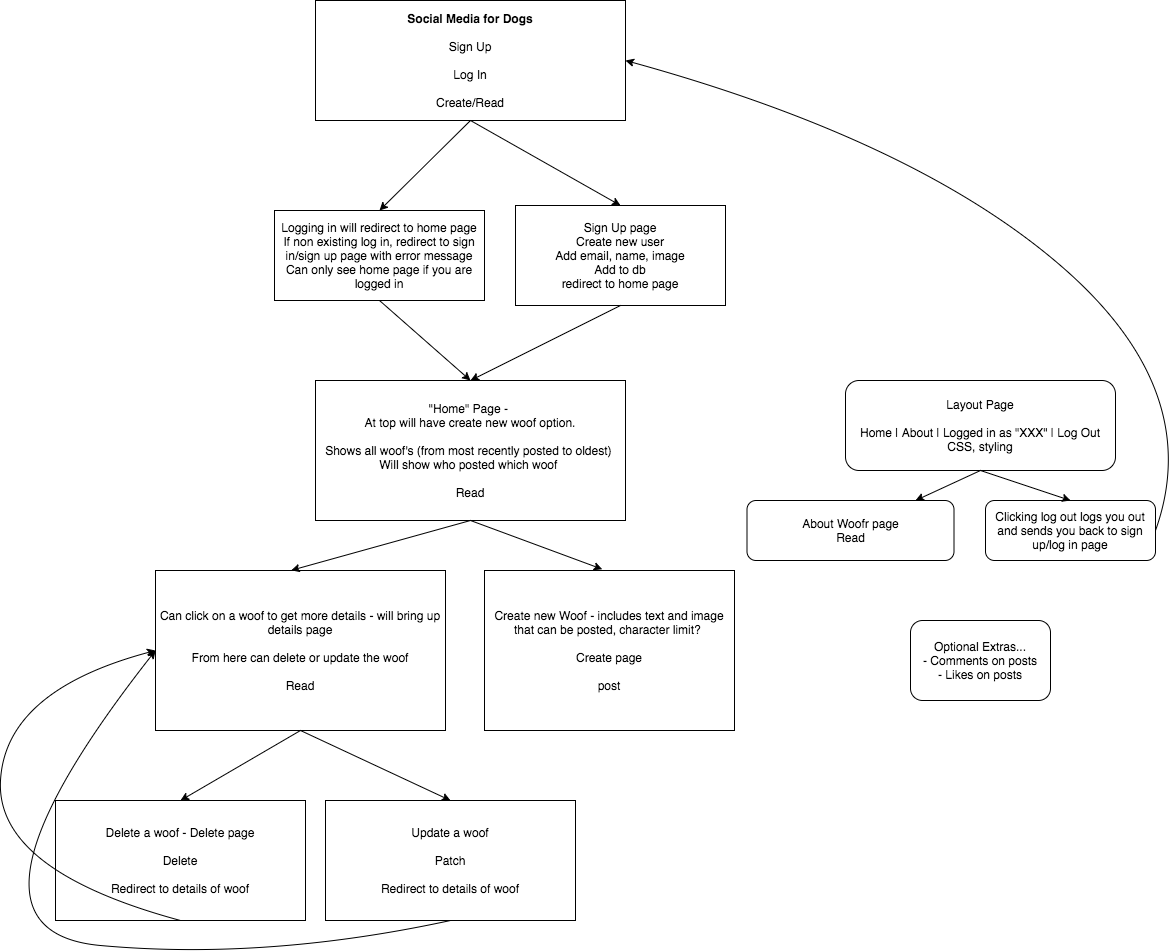 Social Media for Dogs
Sign Up
Log In
Create/Read
Logging in will redirect to home page
If non existing log in, redirect to sign
in/sign up page with error message
Can only see home page if you are
logged in
Sign Up page
Create new user
Add email, name, image
Add to db
redirect to home page
"Home" Page -
At top will have create new woof option.
Shows all woof's (from most recently posted to oldest)
Will show who posted which woof
Read
Layout Page
Home | About | Logged in as "XXX" | Log Out
CSS, styling
About Woofr page
Read
Clicking log out logs you out
and sends you back to sign
up/log in page
Can click on a woof to get more details - will bring up
details page
From here can delete or update the woof
Read
Create new Woof - includes text and image
that can be posted, character limit?
Create page
post
Optional Extras...
- Comments on posts
- Likes on posts
Delete a woof - Delete page
Delete
Redirect to details of woof
Update a woof
Patch
Redirect to details of woof